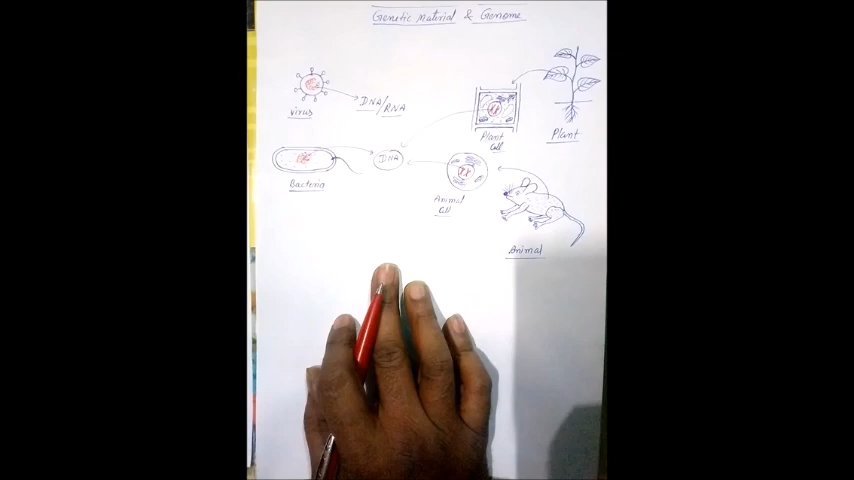 Genetic Material & Genome
Virus
DNA/RNA
Plant
Cell
Plant
Bacteria
DNA
Animal
Cell
Animal